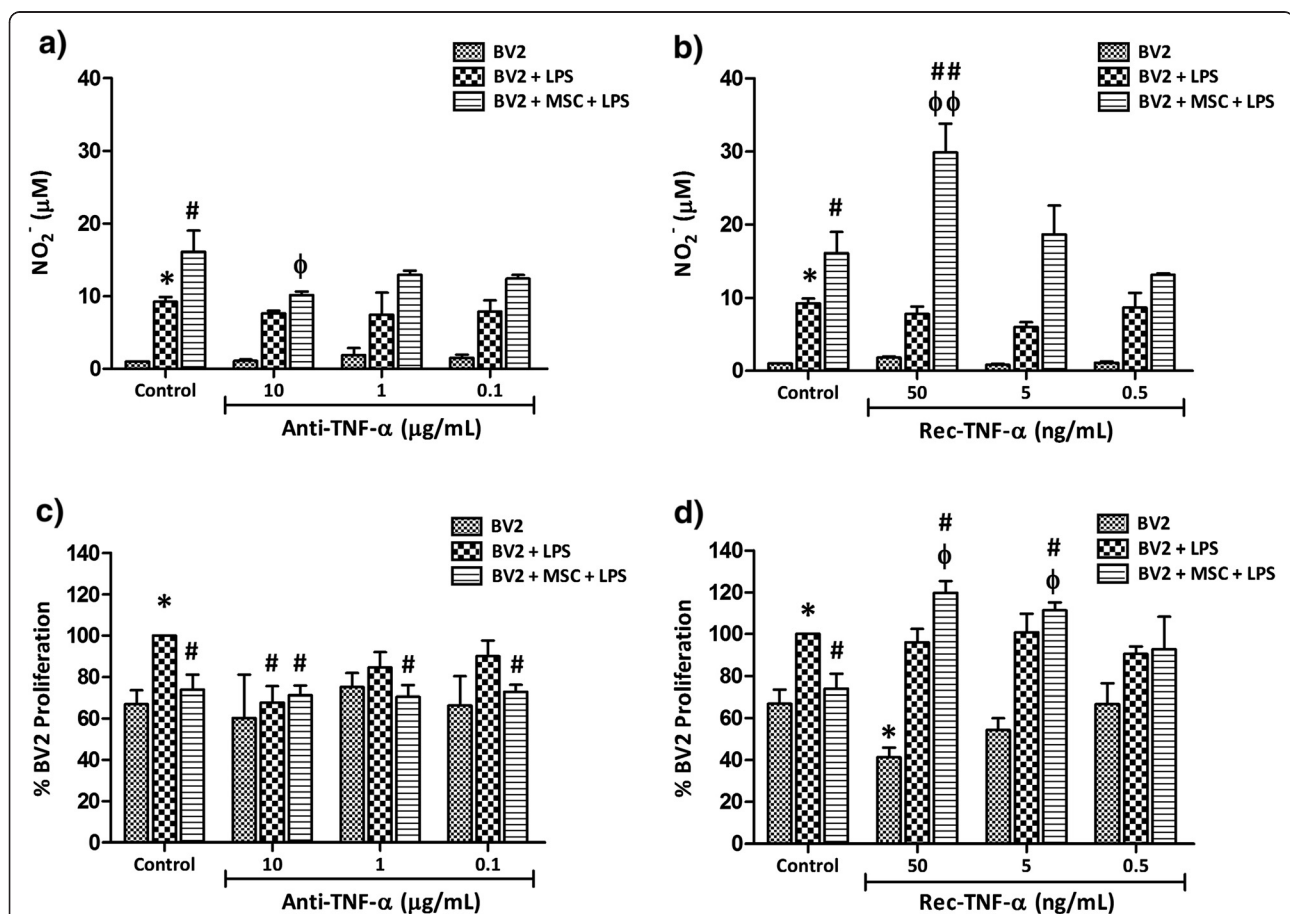 a)
BV2
BV2 + LPS
BV2 + MSC + LPS
NO₂⁻ (μM)
40
30
20
10
0
*
#
ϕ
Control
10
1
0.1
Anti-TNF-α (μg/mL)
b)
BV2
BV2 + LPS
BV2 + MSC + LPS
NO₂⁻ (μM)
40
30
20
10
0
*
#
##
ϕϕ
Control
50
5
0.5
Rec-TNF-α (ng/mL)
c)
BV2
BV2 + LPS
BV2 + MSC + LPS
% BV2 Proliferation
140
120
100
80
60
40
20
0
*
#
# #
#
#
Control
10
1
0.1
Anti-TNF-α (μg/mL)
d)
BV2
BV2 + LPS
BV2 + MSC + LPS
% BV2 Proliferation
140
120
100
80
60
40
20
0
*
#
*
#
ϕ
#
ϕ
Control
50
5
0.5
Rec-TNF-α (ng/mL)